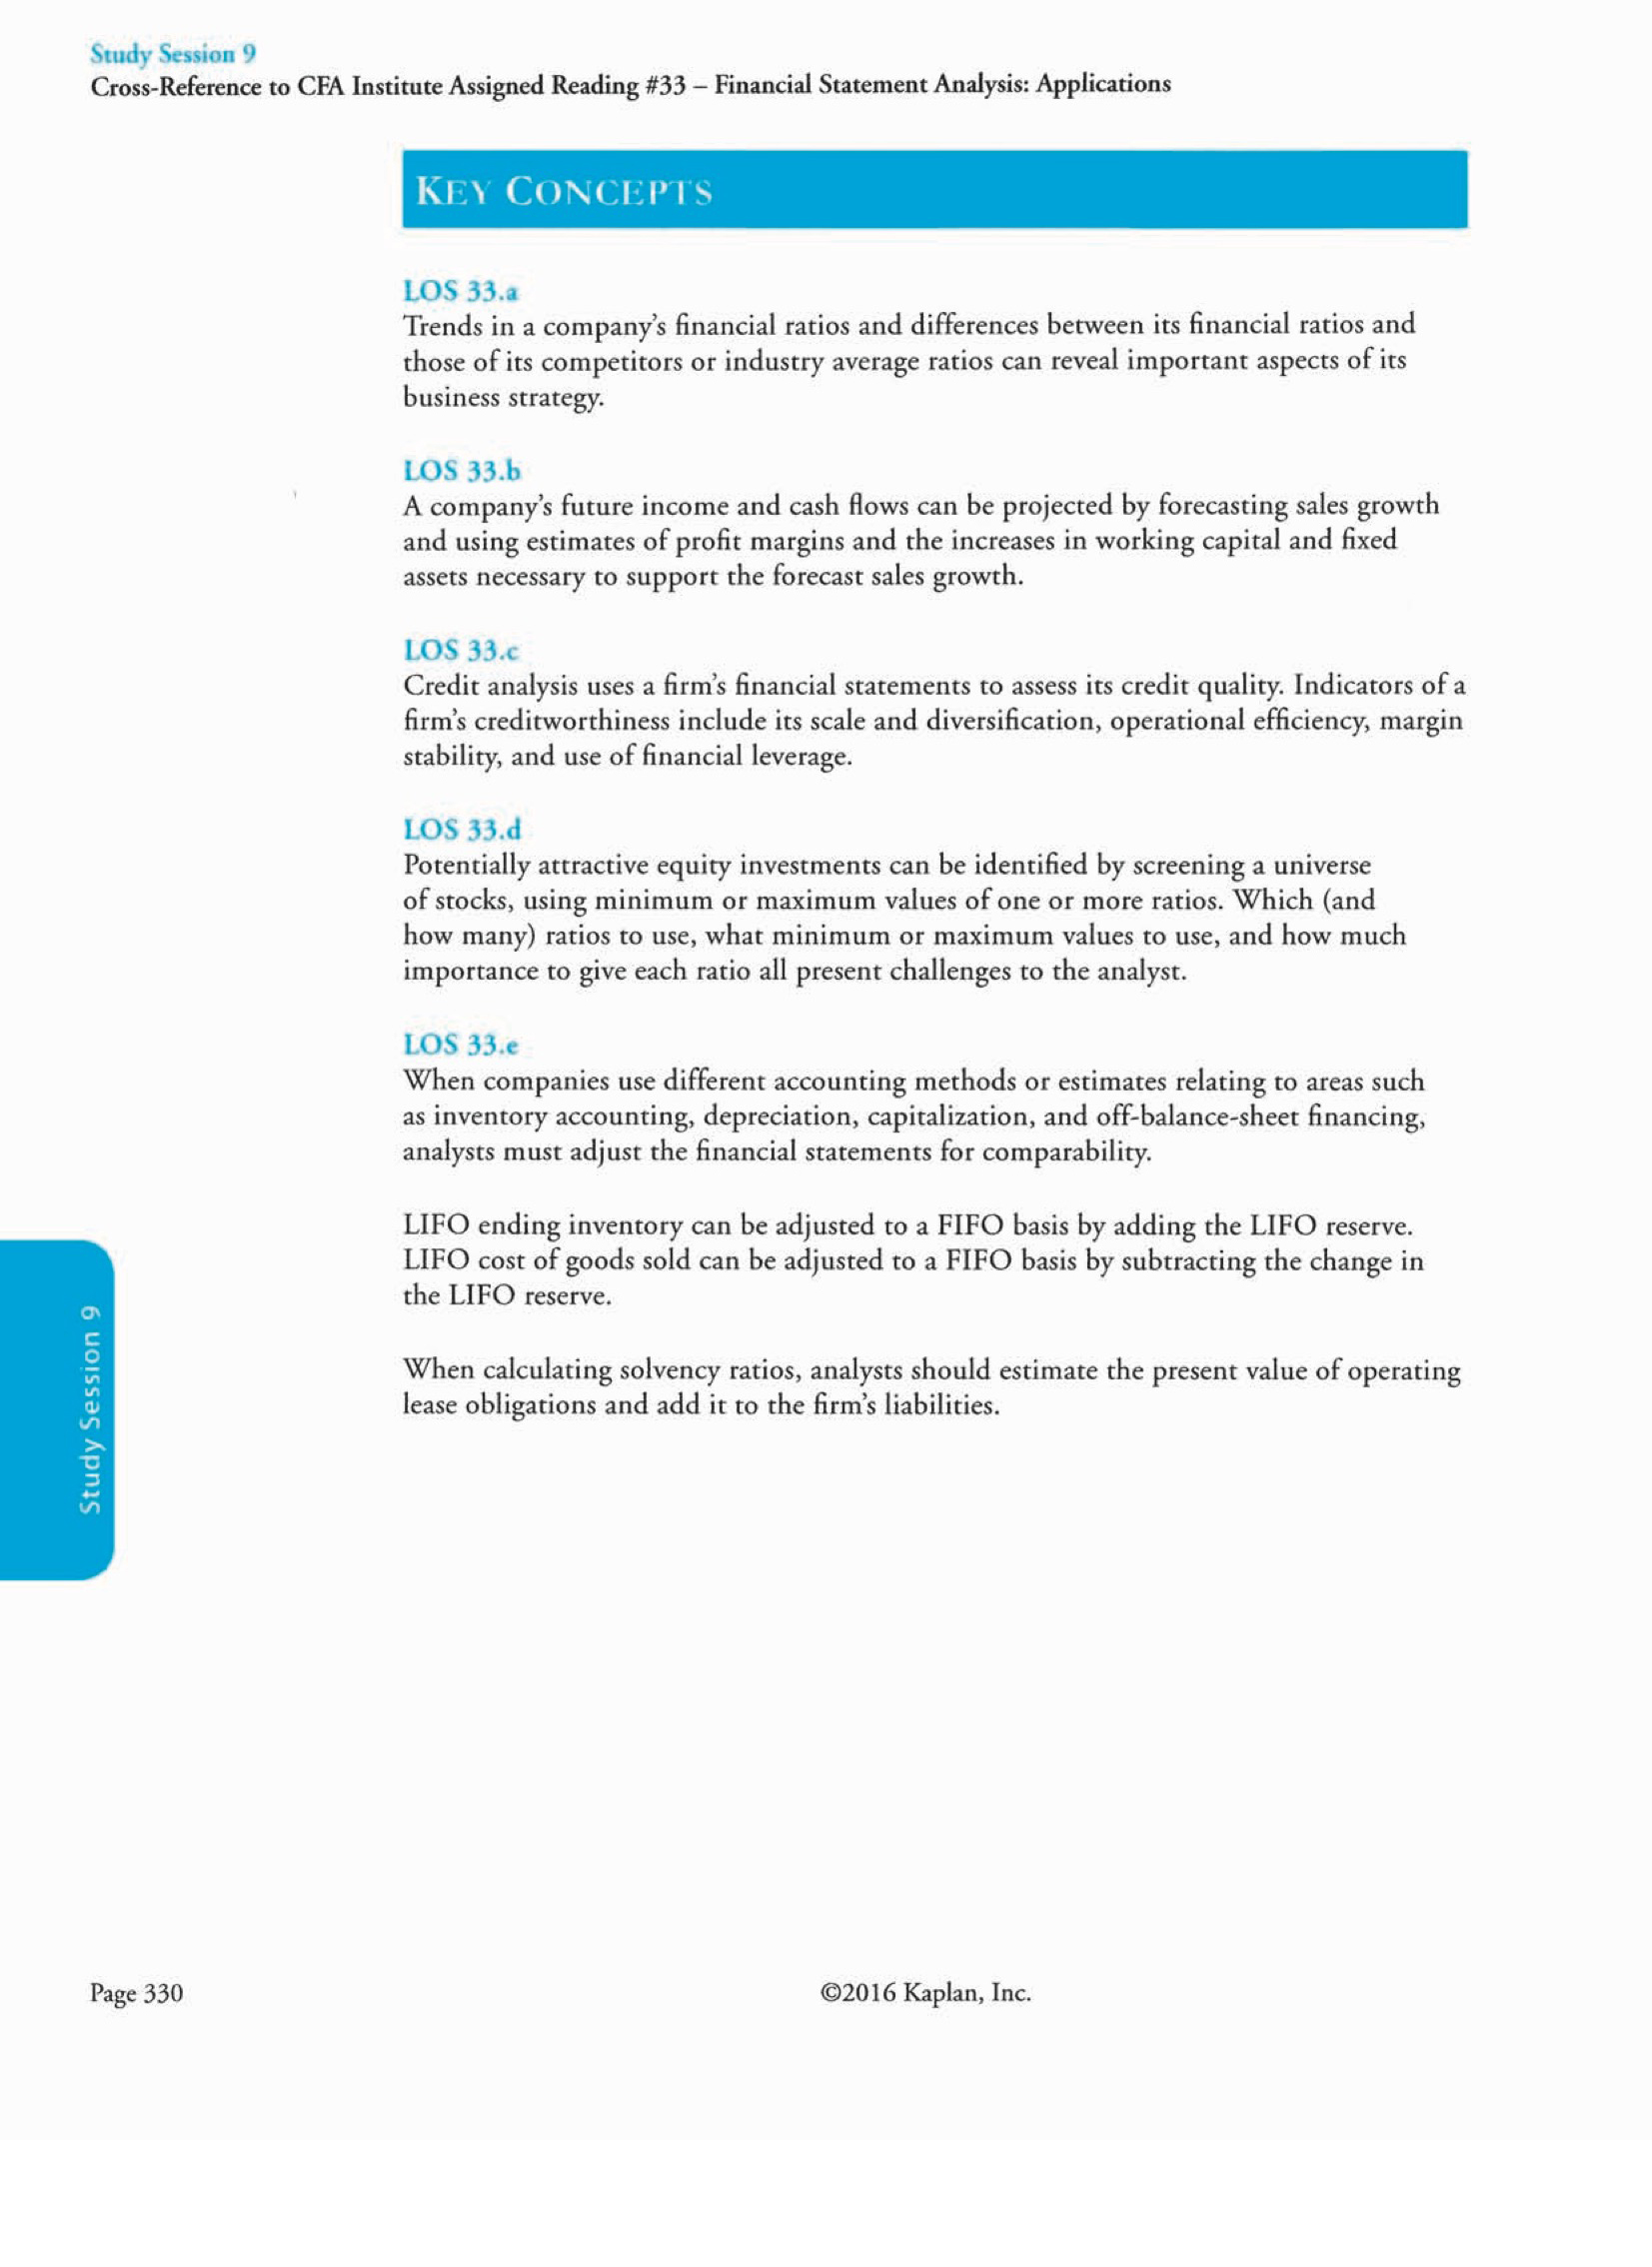 Study Session 9
Cross-Reference to CFA Institute Assigned Reading #33 – Financial Statement Analysis: Applications
KEY CONCEPTS
LOS 33.a
Trends in a company's financial ratios and differences between its financial ratios and
those of its competitors or industry average ratios can reveal important aspects of its
business strategy.
LOS 33.b
A company's future income and cash flows can be projected by forecasting sales growth
and using estimates of profit margins and the increases in working capital and fixed
assets necessary to support the forecast sales growth.
LOS 33.c
Credit analysis uses a firm's financial statements to assess its credit quality. Indicators of a
firm's creditworthiness include its scale and diversification, operational efficiency, margin
stability, and use of financial leverage.
LOS 33.d
Potentially attractive equity investments can be identified by screening a universe
of stocks, using minimum or maximum values of one or more ratios. Which (and
how many) ratios to use, what minimum or maximum values to use, and how much
importance to give each ratio all present challenges to the analyst.
LOS 33.e
When companies use different accounting methods or estimates relating to areas such
as inventory accounting, depreciation, capitalization, and off-balance-sheet financing,
analysts must adjust the financial statements for comparability.
LIFO ending inventory can be adjusted to a FIFO basis by adding the LIFO reserve.
LIFO cost of goods sold can be adjusted to a FIFO basis by subtracting the change in
the LIFO reserve.
When calculating solvency ratios, analysts should estimate the present value of operating
lease obligations and add it to the firm's liabilities.
Study Session 9
Page 330
©2016 Kaplan, Inc.